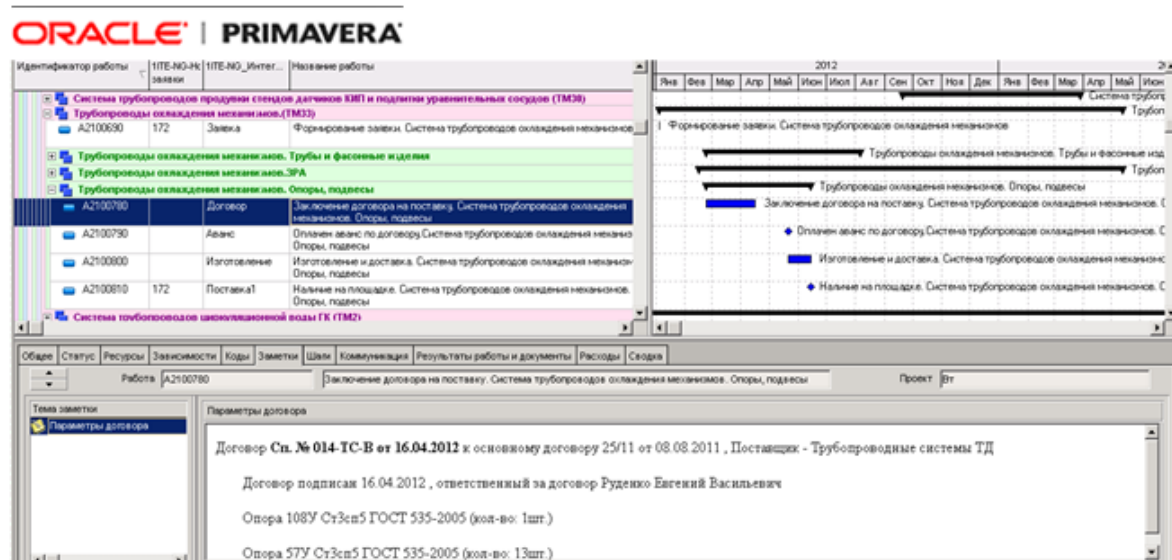 ORACLE | PRIMAVERA
Идентификатор работы 1ITE-NG-Но заявки 1ITE-NG_Интег... Название работы
2012
Янв Фев Мар Апр Май Июн Июл Авг Сен Окт Ноя Дек Янв Фев Мар Апр Май Июн
Система трубопроводов продувки стендов датчиков КИП и подпитки уравнительных сосудов (ТМ38)
Трубопроводы охлаждения механизмов.(ТМ33)
A2100690 172 Заявка Формирование заявки. Система трубопроводов охлаждения механизмов
Формирование заявки. Система трубопроводов охлаждения механизмов
Трубопроводы охлаждения механизмов. Трубы и фасонные изделия
Трубопроводы охлаждения механизмов. Трубы и фасонные изд
Трубопроводы охлаждения механизмов.ЗРА
Трубопроводы охлаждения механизмов. Опоры, подвесы
Трубопроводы охлаждения механизмов. Опоры, подвесы
A2100780 Договор Заключение договора на поставку. Система трубопроводов охлаждения
механизмов. Опоры, подвесы
Заключение договора на поставку. Система трубопроводов охлаждения механизмов. О
A2100790 Аванс Оплачен аванс по договору.Система трубопроводов охлаждения механиз
Опоры, подвесы
Оплачен аванс по договору.Система трубопроводов охлаждения механизмов. О
A2100800 Изготовление Изготовление и доставка. Система трубопроводов охлаждения механизм
Опоры, подвесы
Изготовление и доставка. Система трубопроводов охлаждения механизмо
A2100810 172 Поставка1 Наличие на площадке. Система трубопроводов охлаждения механизмов.
Опоры, подвесы
Наличие на площадке. Система трубопроводов охлаждения механизмов. О
Система трубопроводов циркуляционной воды ГК (ТМ2)
Общее Статус Ресурсы Зависимости Коды Заметки Шаги Коммуникация Результаты работы и документы Расходы Сводка
Работа A2100780 Заключение договора на поставку. Система трубопроводов охлаждения механизмов. Опоры, подвесы Проект Вт
Тема заметки
Параметры договора
Параметры договора
Договор Сп. № 014-ТС-В от 16.04.2012 к основному договору 25/11 от 08.08.2011 , Поставщик - Трубопроводные системы ТД
Договор подписан 16.04.2012 , ответственный за договор Руденко Евгений Васильевич
Опора 108У Ст3сп5 ГОСТ 535-2005 (кол-во: 1шт.)
Опора 57У Ст3сп5 ГОСТ 535-2005 (кол-во: 13шт.)